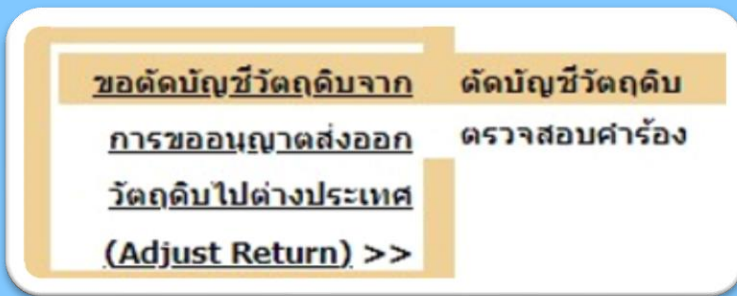 ขอตัดบัญชีวัตถุดิบจาก
การขออนุญาตส่งออก
วัตถุดิบไปต่างประเทศ
(Adjust Return) >>
ตัดบัญชีวัตถุดิบ
ตรวจสอบคำร้อง